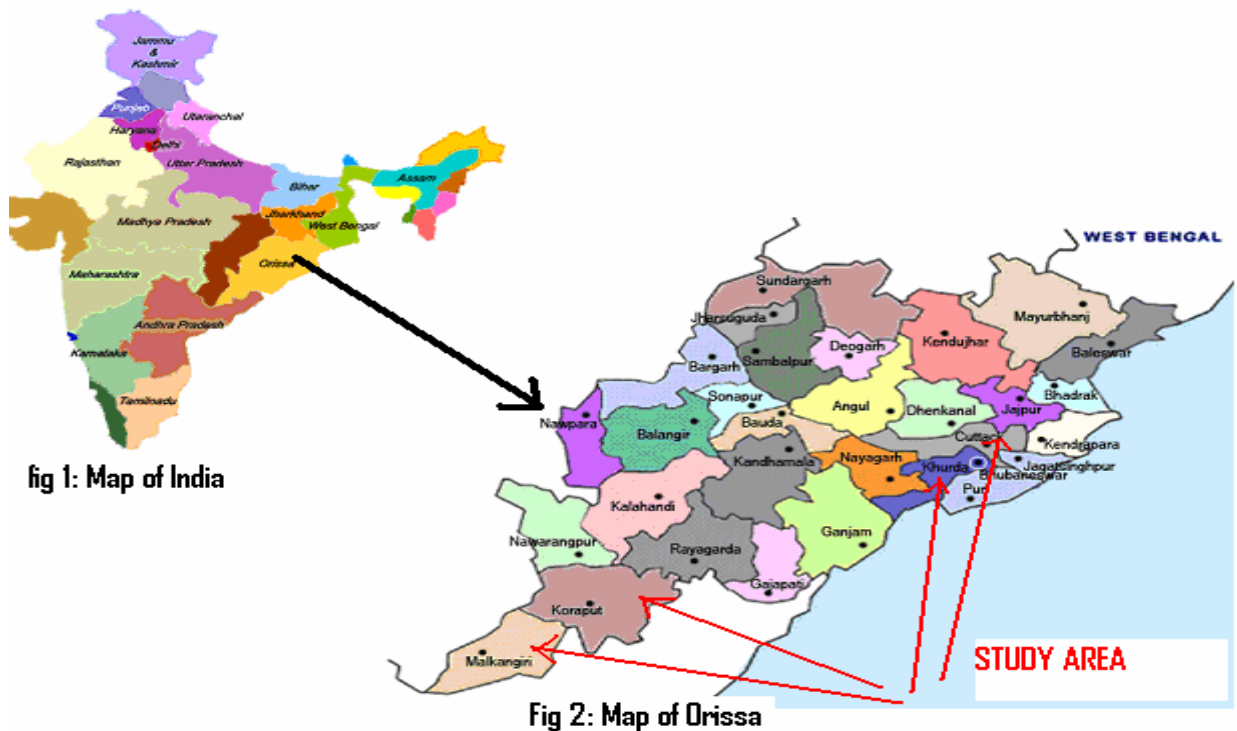 Jammu
&
Kashmir
Punjab
Utaranchal
Haryana
Delhi
Rajasthan
Utter Pradesh
Bihar
Assam
Jharkhand
West Bengal
Madhya Pradesh
Orissa
Maharashtra
Andhra Pradesh
Karnataka
Tamilnadu
fig 1: Map of India
WEST BENGAL
Sundargarh
Jharsuguda
Mayurbhanj
Kendujhar
Deogarh
Sambalpur
Baleswar
Bargarh
Sonapur
Angul
Dhenkanal
Jajpur
Bhadrak
Nawpara
Balangir
Bauda
Cuttack
Kendrapara
Kandhamala
Nayagarh
Khurda
Jagatsinghpur
Bhubaneswar
Puri
Kalahandi
Ganjam
Nawarangpur
Rayagarda
Gajapati
Koraput
Malkangiri
STUDY AREA
Fig 2: Map of Orissa